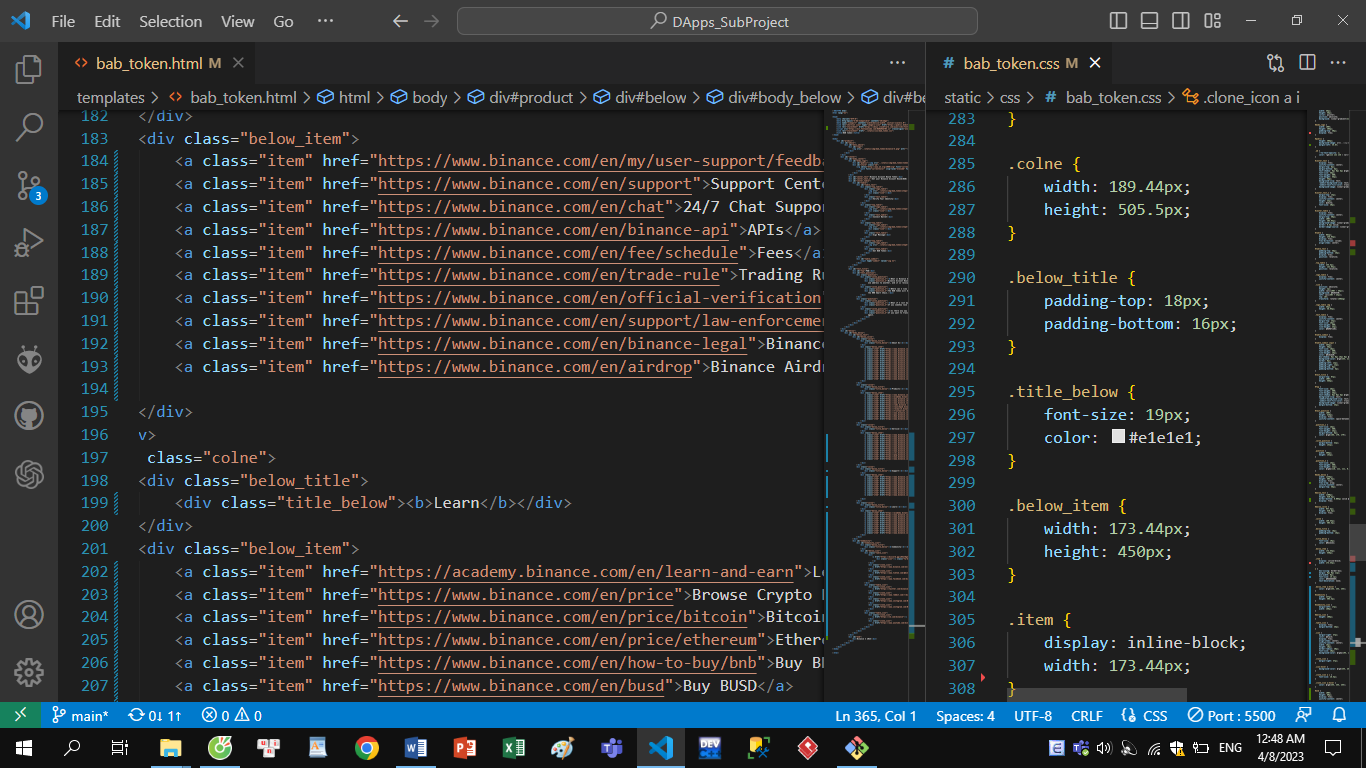 File Edit Selection View Go ··· DApps_SubProject
bab_token.html M
templates > bab_token.html > html > body > div#product > div#below > div#body_below > div#be
182 </div>
183 <div class="below_item">
184 <a class="item" href="https://www.binance.com/en/my/user-support/feedba
185 <a class="item" href="https://www.binance.com/en/support">Support Cente
186 <a class="item" href="https://www.binance.com/en/chat">24/7 Chat Suppor
187 <a class="item" href="https://www.binance.com/en/binance-api">APIs</a>
188 <a class="item" href="https://www.binance.com/en/fee/schedule">Fees</a
189 <a class="item" href="https://www.binance.com/en/trade-rule">Trading Ru
190 <a class="item" href="https://www.binance.com/en/official-verification"
191 <a class="item" href="https://www.binance.com/en/support/law-enforcemen
192 <a class="item" href="https://www.binance.com/en/binance-legal">Binance
193 <a class="item" href="https://www.binance.com/en/airdrop">Binance Airdr
194
195 </div>
196 v>
197 class="colne">
198 <div class="below_title">
199 <div class="title_below"><b>Learn</b></div>
200 </div>
201 <div class="below_item">
202 <a class="item" href="https://academy.binance.com/en/learn-and-earn">Le
203 <a class="item" href="https://www.binance.com/en/price">Browse Crypto
204 <a class="item" href="https://www.binance.com/en/price/bitcoin">Bitcoin
205 <a class="item" href="https://www.binance.com/en/price/ethereum">Ethere
206 <a class="item" href="https://www.binance.com/en/how-to-buy/bnb">Buy BN
207 <a class="item" href="https://www.binance.com/en/busd">Buy BUSD</a>
# bab_token.css M
static > css > # bab_token.css > .clone_icon a i
283 }
284
285 .colne {
286 width: 189.44px;
287 height: 505.5px;
288 }
289
290 .below_title {
291 padding-top: 18px;
292 padding-bottom: 16px;
293 }
294
295 .title_below {
296 font-size: 19px;
297 color: #e1e1e1;
298 }
299
300 .below_item {
301 width: 173.44px;
302 height: 450px;
303 }
304
305 .item {
306 display: inline-block;
307 width: 173.44px;
308 }
3
main* 0↓ 1↑ 0 0 Ln 365, Col 1 Spaces: 4 UTF-8 CRLF {} CSS Port : 5500
DEV
ENG
12:48 AM
4/8/2023